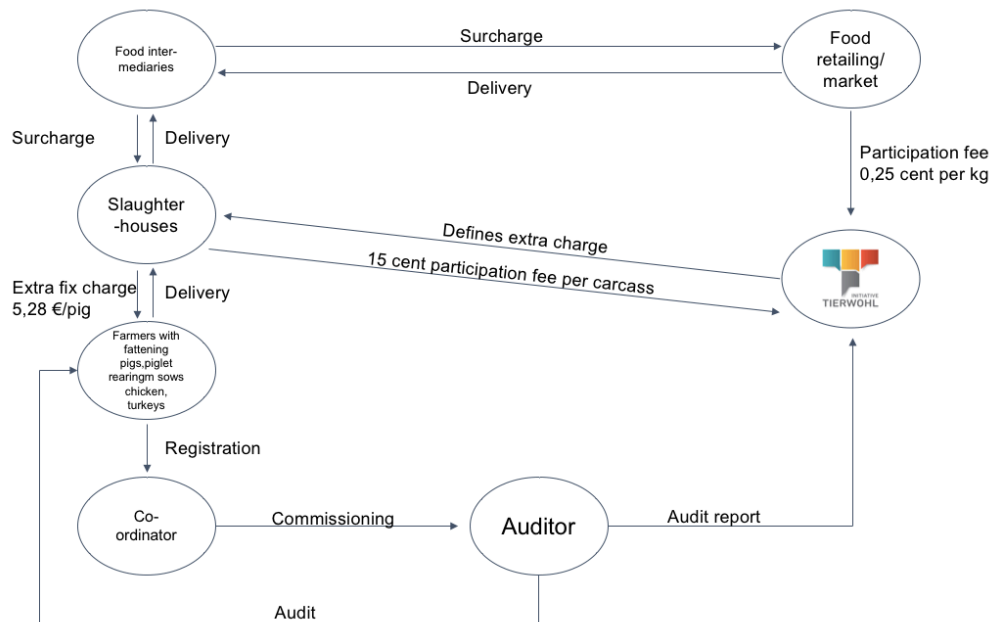 Food inter-
mediaries
Surcharge
Food
retailing/
market
Delivery
Surcharge
Delivery
Participation fee
0,25 cent per kg
Slaughter
-houses
Defines extra charge
15 cent participation fee per carcass
INITIATIVE
TIERWOHL
Extra fix charge
5,28 €/pig
Delivery
Farmers with
fattening
pigs,piglet
rearingm sows
chicken,
turkeys
Registration
Co-
ordinator
Commissioning
Auditor
Audit report
Audit